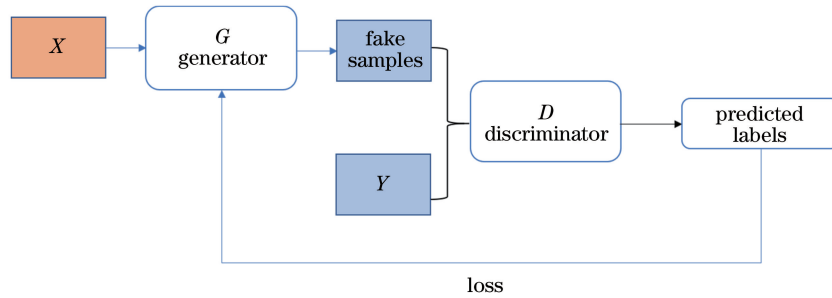 X
G
generator
fake
samples
D
discriminator
predicted
labels
Y
loss